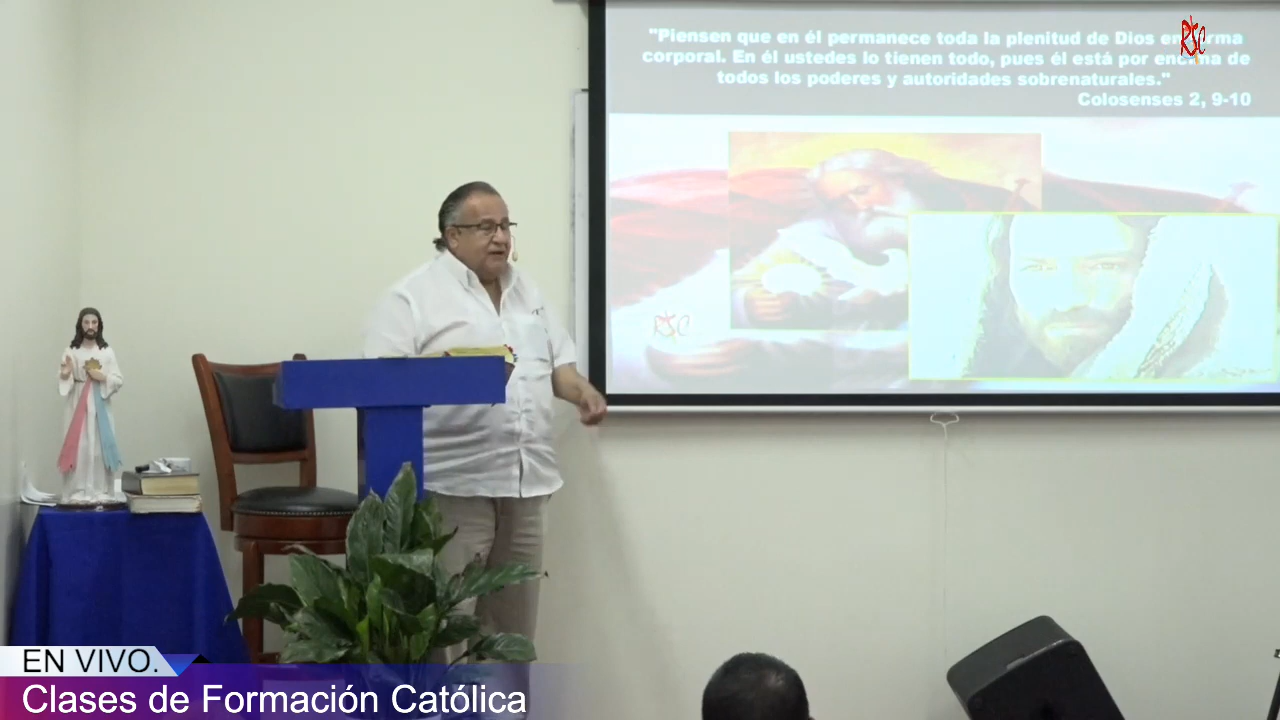 "Piensen que en él permanece toda la plenitud de Dios en forma
corporal. En él ustedes lo tienen todo, pues él está por encima de
todos los poderes y autoridades sobrenaturales."
Colosenses 2, 9-10
RSC
RSC
EN VIVO.
Clases de Formación Católica